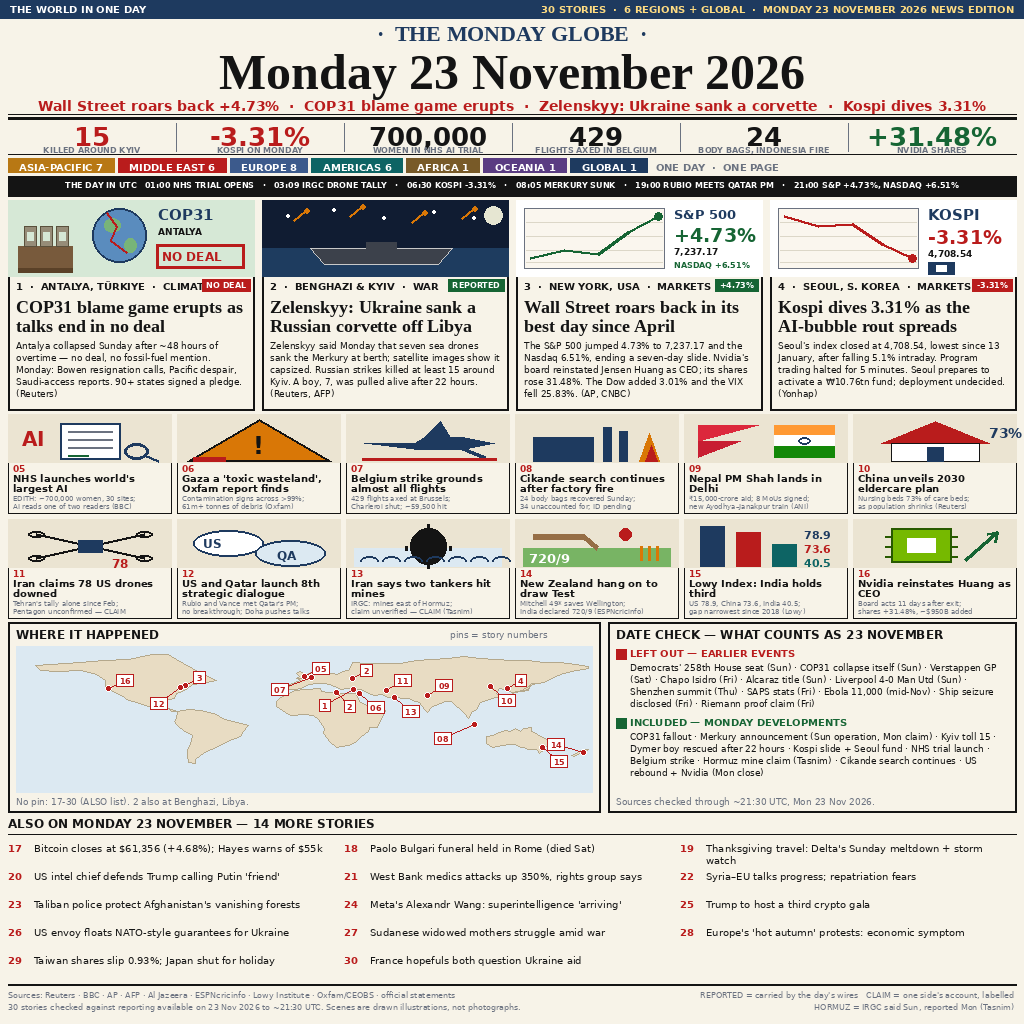 THE WORLD IN ONE DAY
30 STORIES · 6 REGIONS + GLOBAL · MONDAY 23 NOVEMBER 2026 NEWS EDITION
· THE MONDAY GLOBE ·
Monday 23 November 2026
Wall Street roars back +4.73% · COP31 blame game erupts · Zelenskyy: Ukraine sank a corvette · Kospi dives 3.31%
15
KILLED AROUND KYIV
-3.31%
KOSPI ON MONDAY
700,000
WOMEN IN NHS AI TRIAL
429
FLIGHTS AXED IN BELGIUM
24
BODY BAGS, INDONESIA FIRE
+31.48%
NVIDIA SHARES
ASIA-PACIFIC 7
MIDDLE EAST 6
EUROPE 8
AMERICAS 6
AFRICA 1
OCEANIA 1
GLOBAL 1
ONE DAY · ONE PAGE
THE DAY IN UTC 01:00 NHS TRIAL OPENS · 03:09 IRGC DRONE TALLY · 06:30 KOSPI -3.31% · 08:05 MERKURY SUNK · 19:00 RUBIO MEETS QATAR PM · 21:00 S&P +4.73%, NASDAQ +6.51%
COP31
ANTALYA
NO DEAL
1 · ANTALYA, TÜRKIYE · CLIMAT
NO DEAL
COP31 blame game erupts as
talks end in no deal
Antalya collapsed Sunday after ~48 hours of
overtime — no deal, no fossil-fuel mention.
Monday: Bowen resignation calls, Pacific despair,
Saudi-access reports. 90+ states signed a pledge.
(Reuters)
2 · BENGHAZI & KYIV · WAR
REPORTED
Zelenskyy: Ukraine sank a
Russian corvette off Libya
Zelenskyy said Monday that seven sea drones
sank the Merkury at berth; satellite images show it
capsized. Russian strikes killed at least 15 around
Kyiv. A boy, 7, was pulled alive after 22 hours.
(Reuters, AFP)
S&P 500
+4.73%
7,237.17
NASDAQ +6.51%
3 · NEW YORK, USA · MARKETS
+4.73%
Wall Street roars back in its
best day since April
The S&P 500 jumped 4.73% to 7,237.17 and the
Nasdaq 6.51%, ending a seven-day slide. Nvidia's
board reinstated Jensen Huang as CEO; its shares
rose 31.48%. The Dow added 3.01% and the VIX
fell 25.83%. (AP, CNBC)
KOSPI
-3.31%
4,708.54
4 · SEOUL, S. KOREA · MARKETS
-3.31%
Kospi dives 3.31% as the
AI-bubble rout spreads
Seoul's index closed at 4,708.54, lowest since 13
January, after falling 5.1% intraday. Program
trading halted for 5 minutes. Seoul prepares to
activate a ₩10.76tn fund; deployment undecided.
(Yonhap)
AI
05
NHS launches world's
largest AI
EDITH: ~700,000 women, 30 sites;
AI reads one of two readers (BBC)
!
06
Gaza a 'toxic wasteland',
Oxfam report finds
Contamination signs across >99%;
61m+ tonnes of debris (Oxfam)
07
Belgium strike grounds
almost all flights
429 flights axed at Brussels;
Charleroi shut; ~59,500 hit
08
Cikande search continues
after factory fire
24 body bags recovered Sunday;
34 unaccounted for; ID pending
09
Nepal PM Shah lands in
Delhi
₹15,000-crore aid; 8 MoUs signed;
new Ayodhya-Janakpur train (ANI)
73%
10
China unveils 2030
eldercare plan
Nursing beds 73% of care beds;
as population shrinks (Reuters)
78
11
Iran claims 78 US drones
downed
Tehran's tally alone since Feb;
Pentagon unconfirmed — CLAIM
US
QA
12
US and Qatar launch 8th
strategic dialogue
Rubio and Vance met Qatar's PM;
no breakthrough; Doha pushes talks
13
Iran says two tankers hit
mines
IRGC: mines east of Hormuz;
claim unverified — CLAIM (Tasnim)
720/9
14
New Zealand hang on to
draw Test
Mitchell 49* saves Wellington;
India declared 720/9 (ESPNcricinfo)
78.9
73.6
40.5
15
Lowy Index: India holds
third
US 78.9, China 73.6, India 40.5;
gap narrowest since 2018 (Lowy)
16
Nvidia reinstates Huang as
CEO
Board acts 11 days after exit;
shares +31.48%, ~$950B added
WHERE IT HAPPENED
pins = story numbers
16
3
12
05
07
2
1
2
06
11
13
09
4
10
08
14
15
No pin: 17-30 (ALSO list). 2 also at Benghazi, Libya.
DATE CHECK — WHAT COUNTS AS 23 NOVEMBER
LEFT OUT — EARLIER EVENTS
Democrats' 258th House seat (Sun) · COP31 collapse itself (Sun) · Verstappen GP
(Sat) · Chapo Isidro (Fri) · Alcaraz title (Sun) · Liverpool 4-0 Man Utd (Sun) ·
Shenzhen summit (Thu) · SAPS stats (Fri) · Ebola 11,000 (mid-Nov) · Ship seizure
disclosed (Fri) · Riemann proof claim (Fri)
INCLUDED — MONDAY DEVELOPMENTS
COP31 fallout · Merkury announcement (Sun operation, Mon claim) · Kyiv toll 15 ·
Dymer boy rescued after 22 hours · Kospi slide + Seoul fund · NHS trial launch ·
Belgium strike · Hormuz mine claim (Tasnim) · Cikande search continues · US
rebound + Nvidia (Mon close)
Sources checked through ~21:30 UTC, Mon 23 Nov 2026.
ALSO ON MONDAY 23 NOVEMBER — 14 MORE STORIES
17 Bitcoin closes at $61,356 (+4.68%); Hayes warns of $55k
18 Paolo Bulgari funeral held in Rome (died Sat)
19 Thanksgiving travel: Delta's Sunday meltdown + storm
watch
20 US intel chief defends Trump calling Putin 'friend'
21 West Bank medics attacks up 350%, rights group says
22 Syria–EU talks progress; repatriation fears
23 Taliban police protect Afghanistan's vanishing forests
24 Meta's Alexandr Wang: superintelligence 'arriving'
25 Trump to host a third crypto gala
26 US envoy floats NATO-style guarantees for Ukraine
27 Sudanese widowed mothers struggle amid war
28 Europe's 'hot autumn' protests: economic symptom
29 Taiwan shares slip 0.93%; Japan shut for holiday
30 France hopefuls both question Ukraine aid
Sources: Reuters · BBC · AP · AFP · Al Jazeera · ESPNcricinfo · Lowy Institute · Oxfam/CEOBS · official statements
REPORTED = carried by the day's wires CLAIM = one side's account, labelled
30 stories checked against reporting available on 23 Nov 2026 to ~21:30 UTC. Scenes are drawn illustrations, not photographs.
HORMUZ = IRGC said Sun, reported Mon (Tasnim)